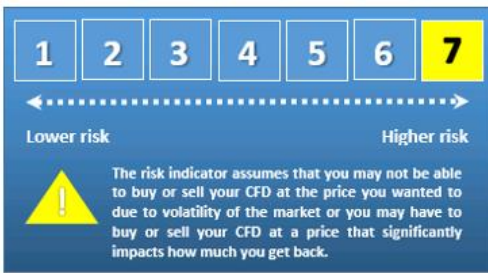 1 2 3 4 5 6 7
Lower risk Higher risk
! The risk indicator assumes that you may not be able
to buy or sell your CFD at the price you wanted to
due to volatility of the market or you may have to
buy or sell your CFD at a price that significantly
impacts how much you get back.